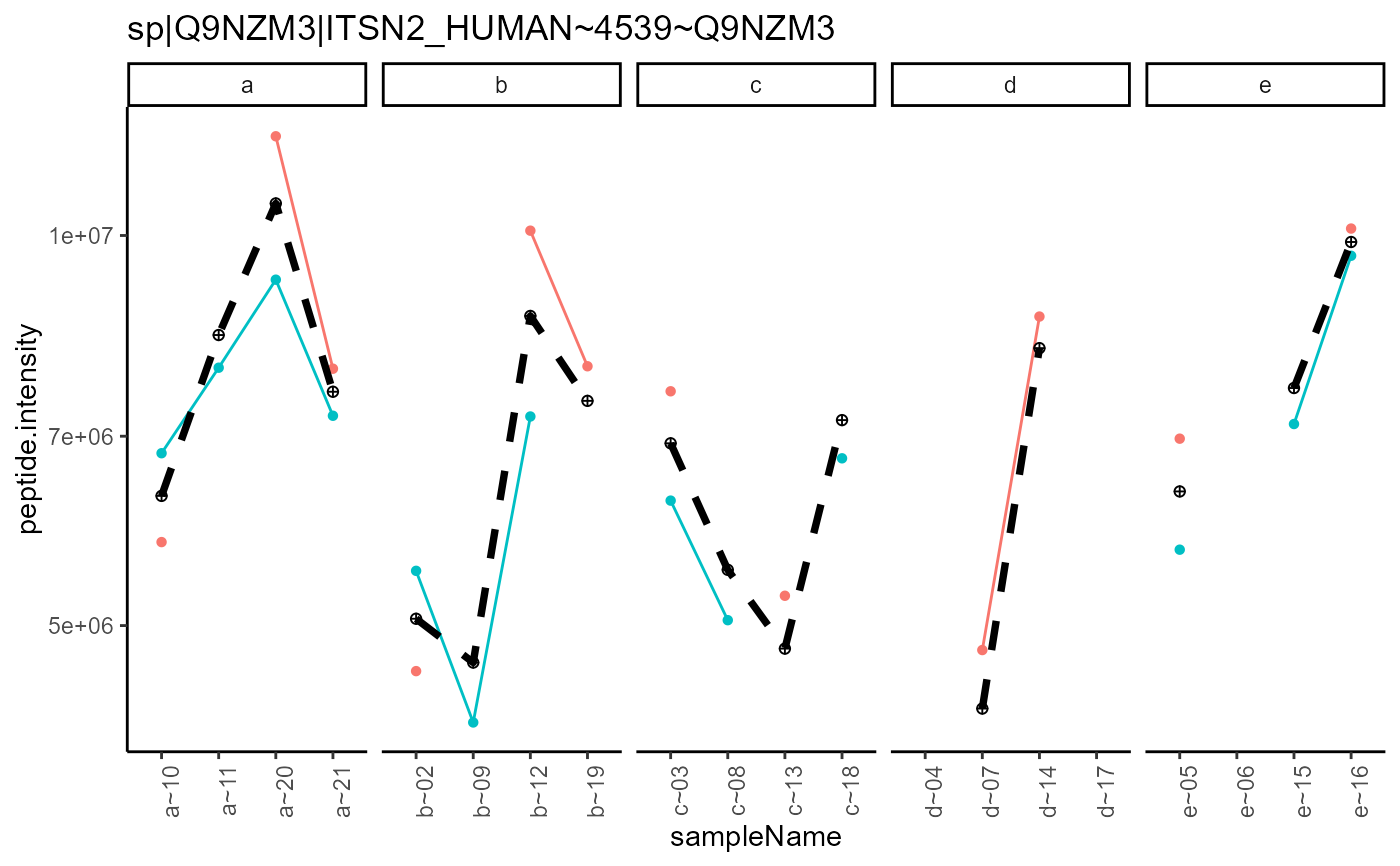 sp|Q9NZM3|ITSN2_HUMAN~4539~Q9NZM3
a b c d e
peptide.intensity
1e+07
7e+06
5e+06
a~10 a~11 a~20 a~21 b~02 b~09 b~12 b~19 c~03 c~08 c~13 c~18 d~04 d~07 d~14 d~17 e~05 e~06 e~15 e~16
sampleName